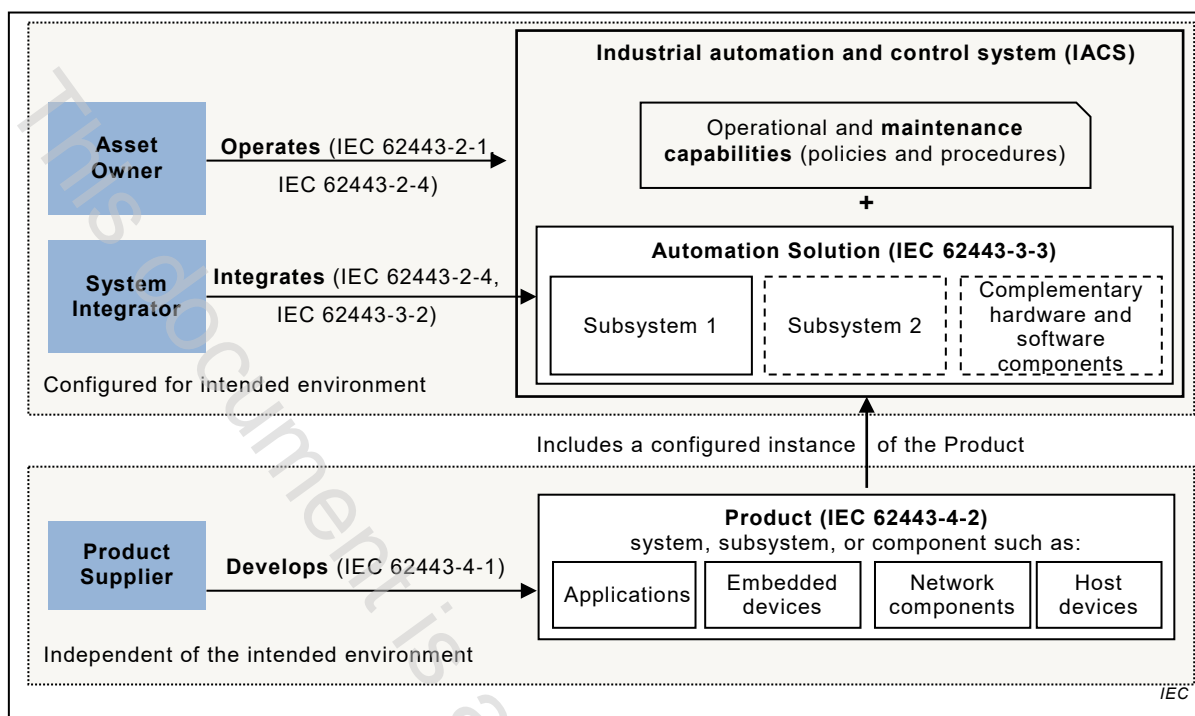 Industrial automation and control system (IACS)
Asset
Owner
Operates (IEC 62443-2-1,
IEC 62443-2-4)
Operational and maintenance
capabilities (policies and procedures)
+
System
Integrator
Integrates (IEC 62443-2-4,
IEC 62443-3-2)
Automation Solution (IEC 62443-3-3)
Subsystem 1
Subsystem 2
Complementary
hardware and
software
components
Configured for intended environment
Includes a configured instance of the Product
Product
Supplier
Develops (IEC 62443-4-1)
Product (IEC 62443-4-2)
system, subsystem, or component such as:
Applications
Embedded
devices
Network
components
Host
devices
Independent of the intended environment
IEC
This document is a